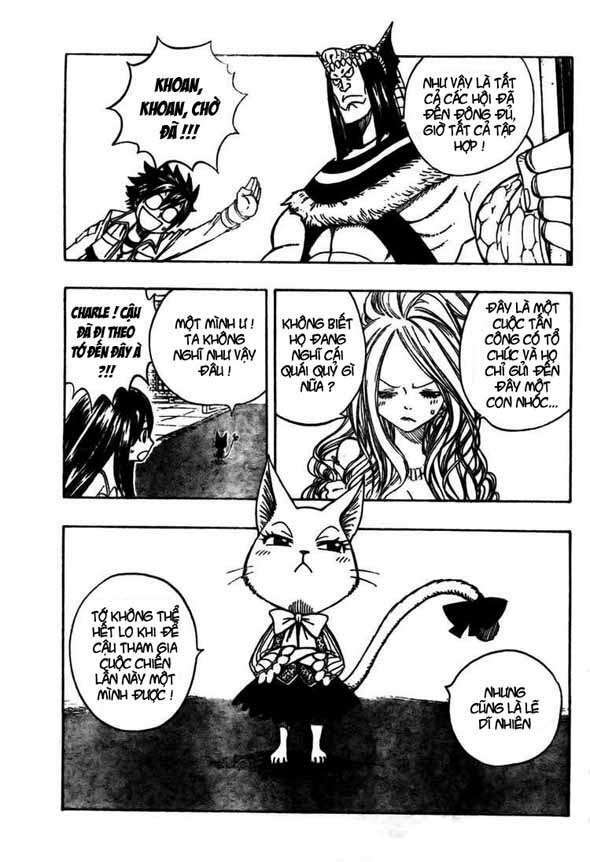 NHƯ VẬY LÀ TẤT
CẢ CÁC HỘI ĐÃ
ĐẾN ĐÔNG ĐỦ,
GIỜ TẤT CẢ TẬP
HỢP !
KHOAN,
KHOAN, CHỜ
ĐÃ !!!
ĐÂY LÀ MỘT
CUỘC TẤN
CÔNG CÓ TỔ
CHỨC VÀ HỌ
CHỈ GỬI ĐẾN
ĐÂY MỘT
CON NHÓC...
KHÔNG BIẾT
HỌ ĐANG
NGHĨ CÁI
QUÁI QUỶ GÌ
NỮA ?
MỘT MÌNH Ư !
TA KHÔNG
NGHĨ NHƯ VẬY
ĐÂU !
CHARLE ! CẬU
ĐÃ ĐI THEO
TỚ ĐẾN ĐÂY À
?!!
NHƯNG
CŨNG LÀ LẼ
DĨ NHIÊN
TỚ KHÔNG THỂ
HẾT LO KHI ĐỂ
CẬU THAM GIA
CUỘC CHIẾN
LẦN NÀY MỘT
MÌNH ĐƯỢC !